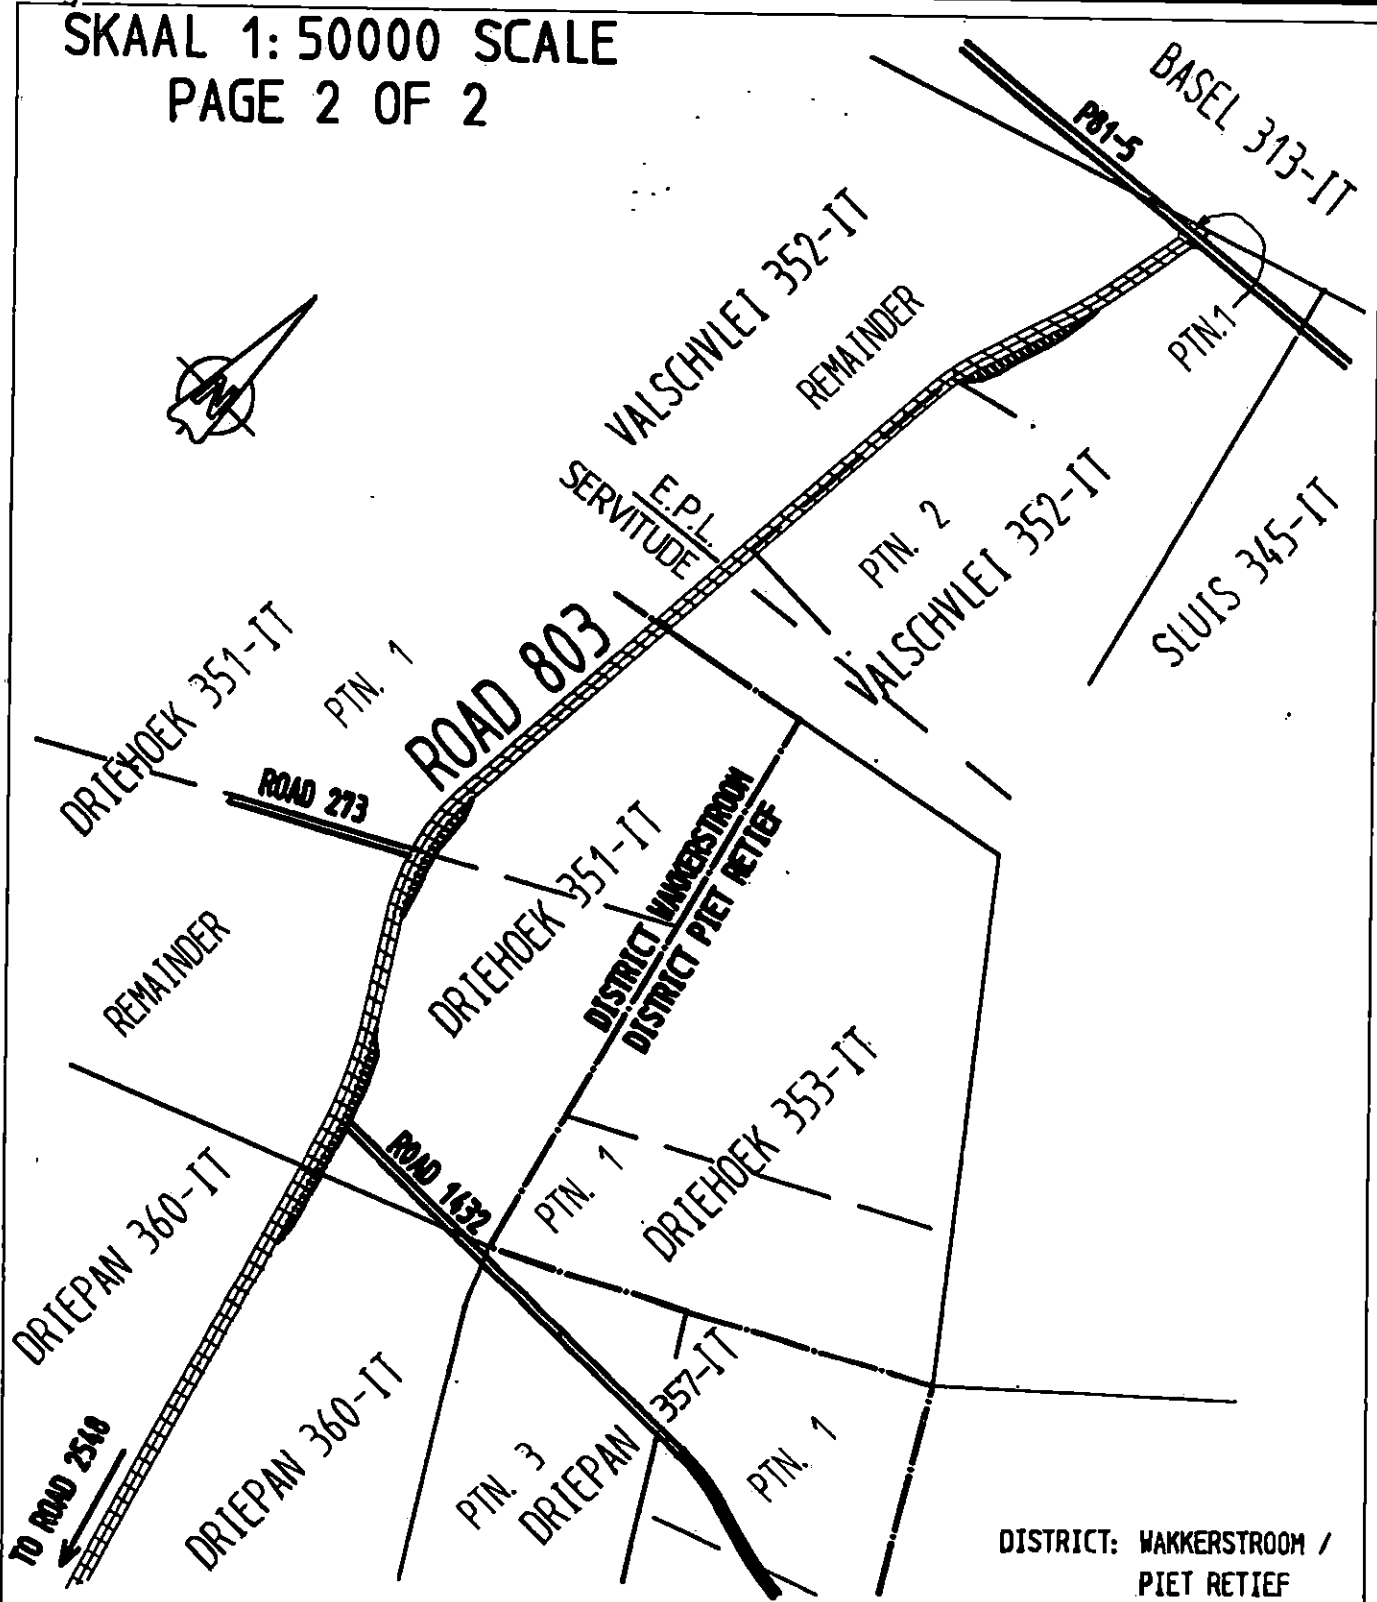 SKAAL 1:50000 SCALE
PAGE 2 OF 2
BASEL 313-IT
P81-5
VALSCHVLEI 352-IT
REMAINDER
PTN.1
N
E.P.L.
SERVITUDE
PTN. 2
VALSCHVLEI 352-IT
SLUIS 345-IT
ROAD 803
DRIEHOEK 351-IT
PTN. 1
ROAD 273
DRIEHOEK 351-IT
DISTRICT WAKKERSTROOM
DISTRICT PIET RETIEF
REMAINDER
ROAD 1432
PTN. 1
DRIEHOEK 353-IT
DRIEPAN 360-IT
DRIEPAN 360-IT
PTN. 3
DRIEPAN 357-IT
PTN. 1
TO ROAD 2548
DISTRICT: WAKKERSTROOM /
PIET RETIEF